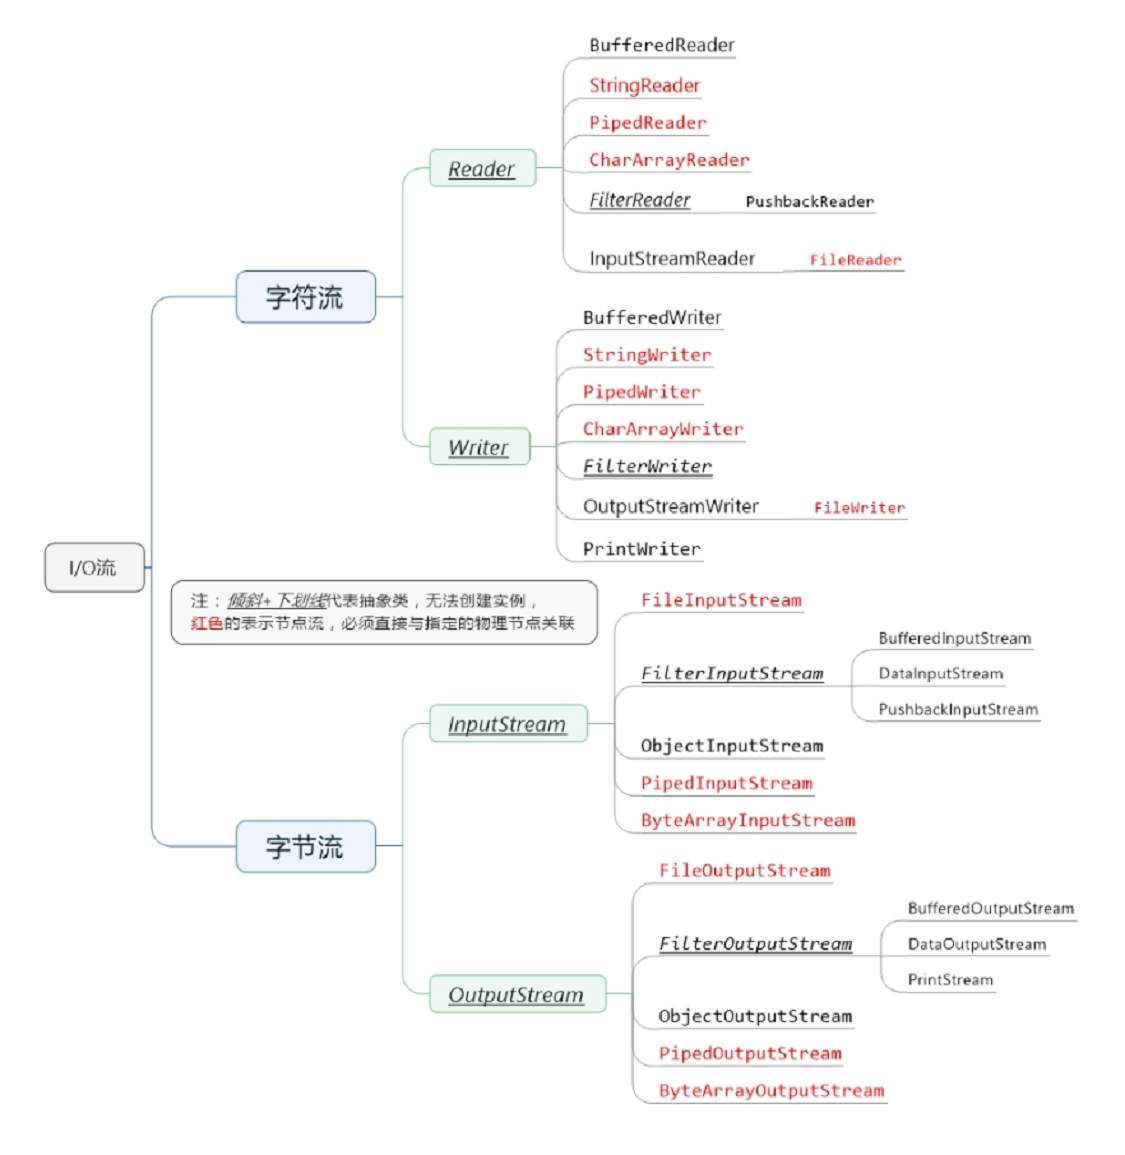 I/O流
字符流
Reader
BufferedReader
StringReader
PipedReader
CharArrayReader
FilterReader PushbackReader
InputStreamReader FileReader
Writer
BufferedWriter
StringWriter
PipedWriter
CharArrayWriter
FilterWriter
OutputStreamWriter FileWriter
PrintWriter
注：倾斜+下划线代表抽象类，无法创建实例，
红色的表示节点流，必须直接与指定的物理节点关联
字节流
InputStream
FileInputStream
FilterInputStream
BufferedInputStream
DataInputStream
PushbackInputStream
ObjectInputStream
PipedInputStream
ByteArrayInputStream
OutputStream
FileOutputStream
FilterOutputStream
BufferedOutputStream
DataOutputStream
PrintStream
ObjectOutputStream
PipedOutputStream
ByteArrayOutputStream